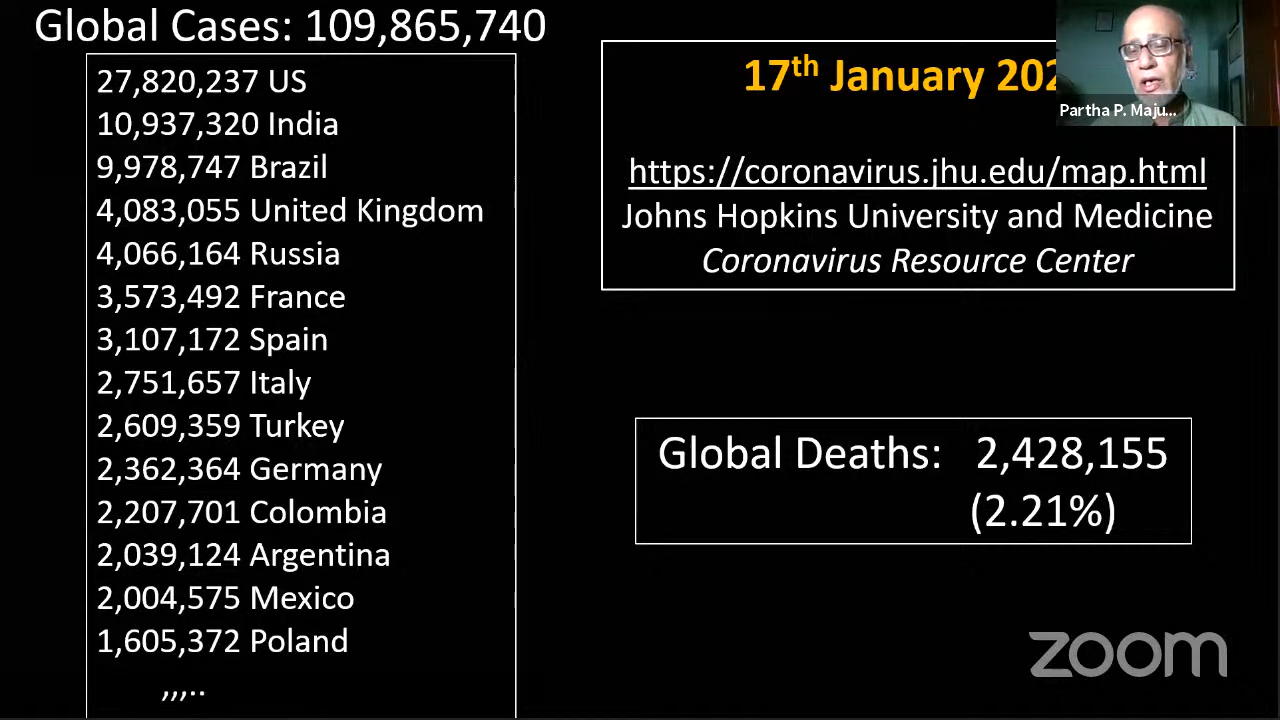 Global Cases: 109,865,740
27,820,237 US
10,937,320 India
9,978,747 Brazil
4,083,055 United Kingdom
4,066,164 Russia
3,573,492 France
3,107,172 Spain
2,751,657 Italy
2,609,359 Turkey
2,362,364 Germany
2,207,701 Colombia
2,039,124 Argentina
2,004,575 Mexico
1,605,372 Poland
,,,..
17th January 202
https://coronavirus.jhu.edu/map.html
Johns Hopkins University and Medicine
Coronavirus Resource Center
Partha P. Maju...
Global Deaths: 2,428,155
(2.21%)
zoom